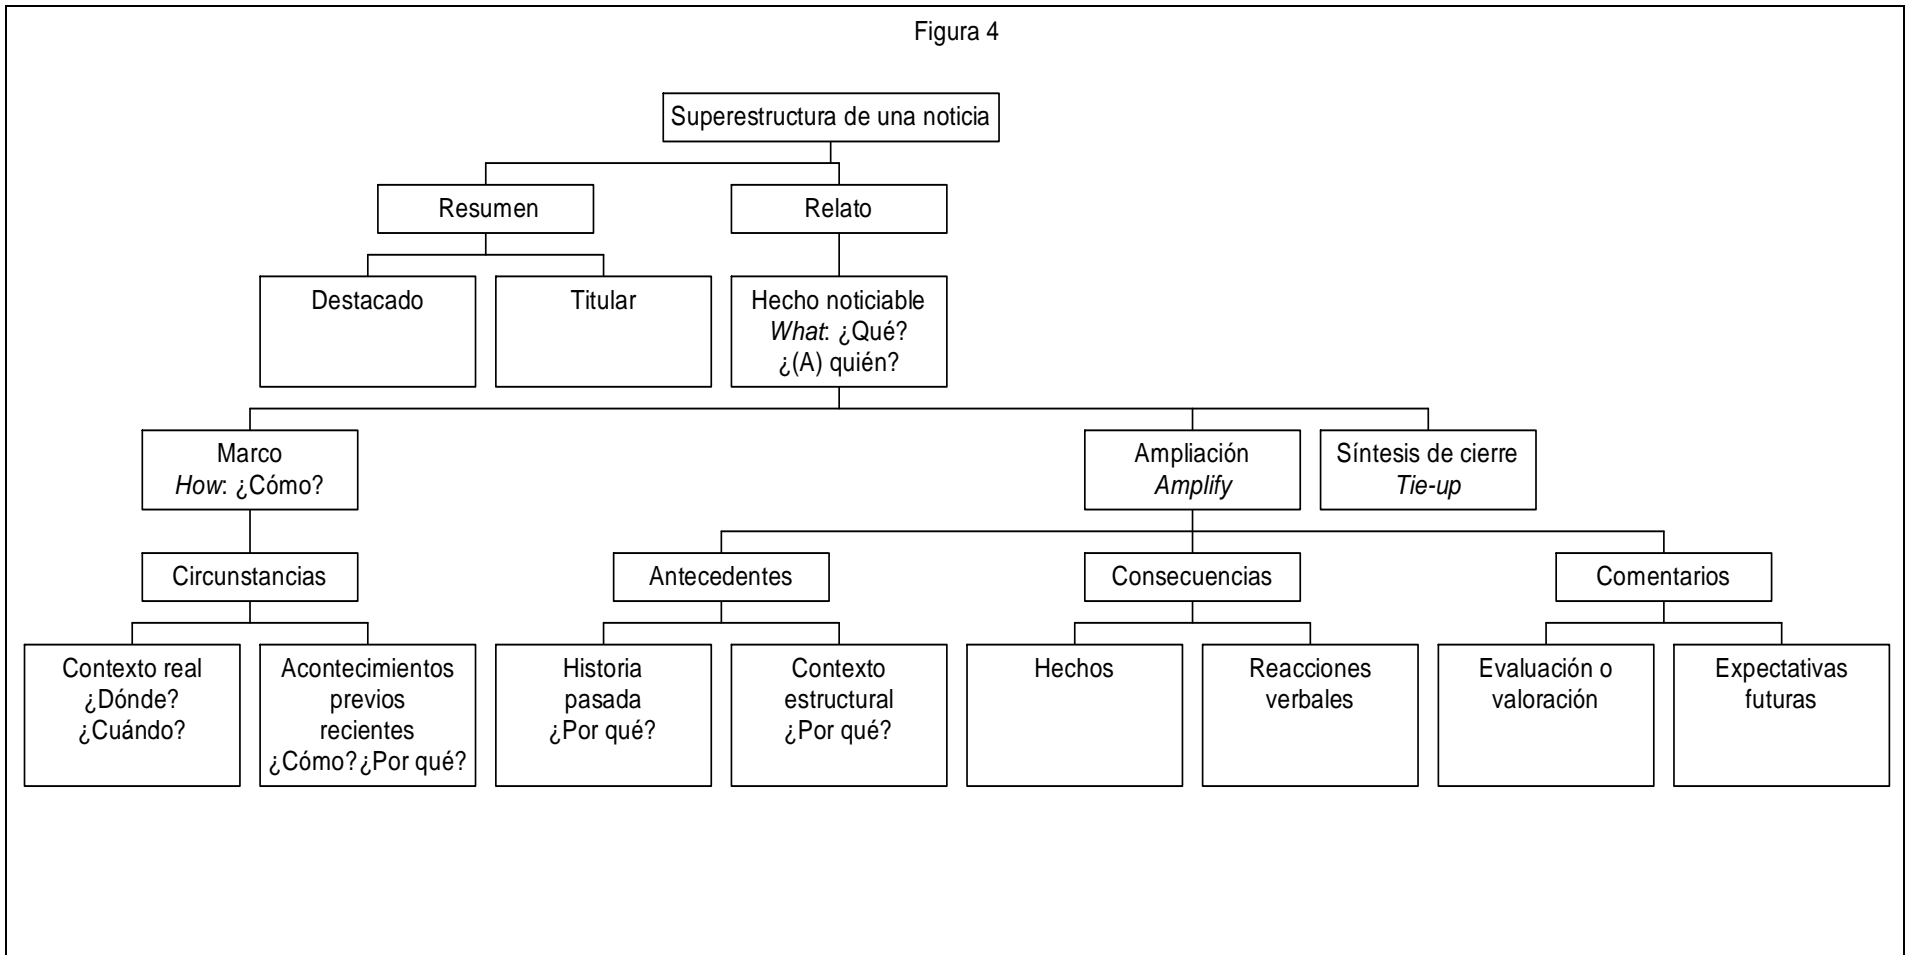 Figura 4
Superestructura de una noticia
Resumen
Relato
Destacado
Titular
Hecho noticiable
What: ¿Qué?
¿(A) quién?
Marco
How: ¿Cómo?
Ampliación
Amplify
Síntesis de cierre
Tie-up
Circunstancias
Antecedentes
Consecuencias
Comentarios
Contexto real
¿Dónde?
¿Cuándo?
Acontecimientos
previos
recientes
¿Cómo?¿Por qué?
Historia
pasada
¿Por qué?
Contexto
estructural
¿Por qué?
Hechos
Reacciones
verbales
Evaluación o
valoración
Expectativas
futuras